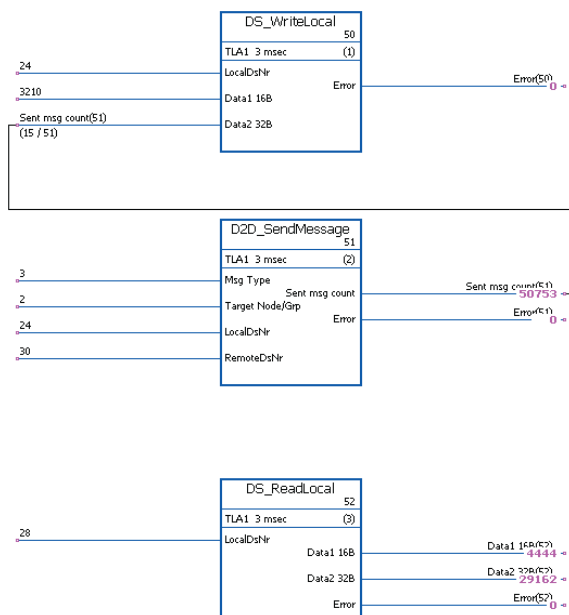 DS_WriteLocal
50
TLA1 3 msec (1)
24 LocalDsNr
Error Error(50) 0
3210 Data1 16B
Sent msg count(51) Data2 32B
(15 / 51)
D2D_SendMessage
51
TLA1 3 msec (2)
3 Msg Type
Sent msg count Sent msg count(51) 50753
2 Target Node/Grp
Error Error(51) 0
24 LocalDsNr
30 RemoteDsNr
DS_ReadLocal
52
TLA1 3 msec (3)
28 LocalDsNr
Data1 16B Data1 16B(52) 4444
Data2 32B Data2 32B(52) 29162
Error Error(52) 0